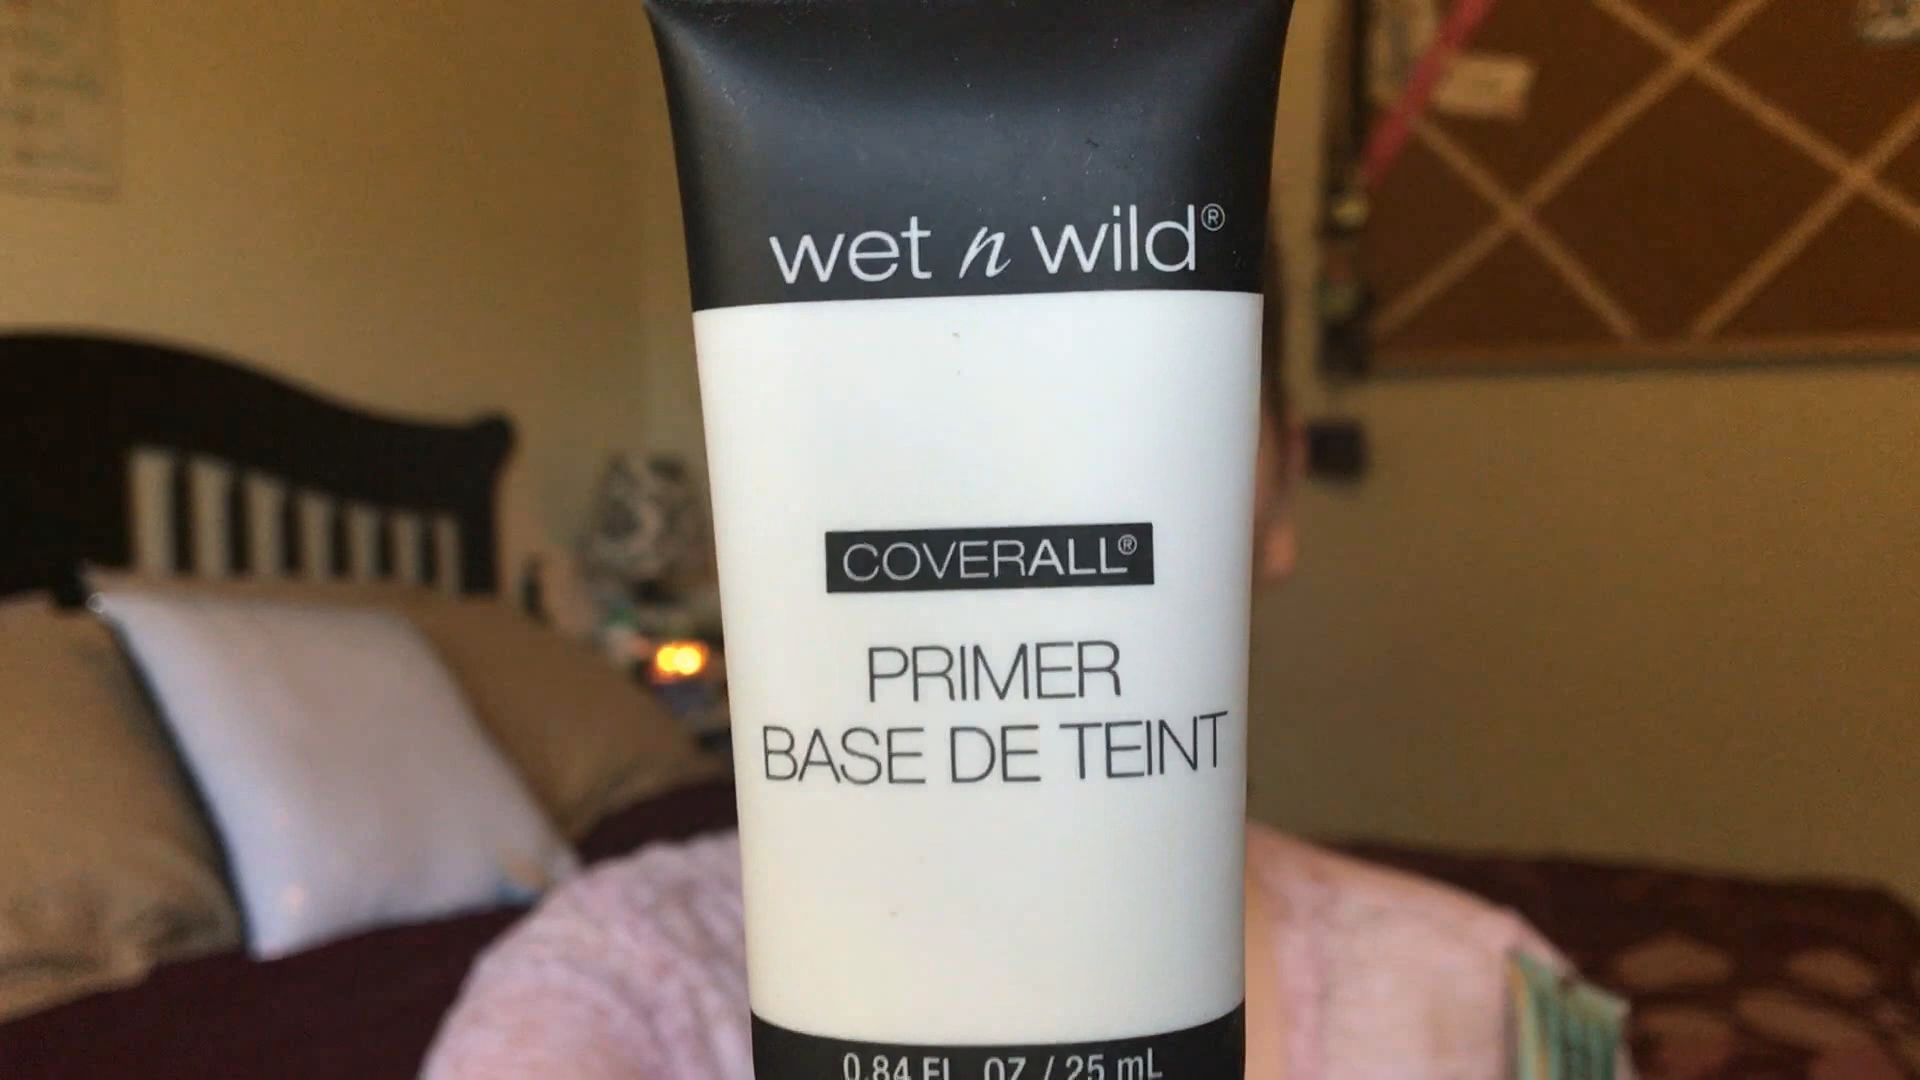 wet n wild®
COVERALL®
PRIMER
BASE DE TEINT
0.84 FL. OZ / 25 mL